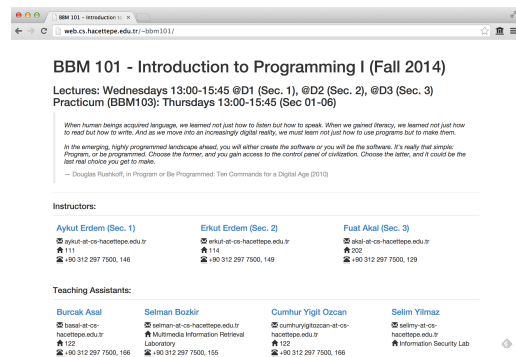 BBM 101 - Introduction to
web.cs.hacettepe.edu.tr/~bbm101/
BBM 101 - Introduction to Programming I (Fall 2014)
Lectures: Wednesdays 13:00-15:45 @D1 (Sec. 1), @D2 (Sec. 2), @D3 (Sec. 3)
Practicum (BBM103): Thursdays 13:00-15:45 (Sec 01-06)
When human beings acquired language, we learned not just how to listen but how to speak. When we gained literacy, we learned not just how
to read but how to write. And as we move into an increasingly digital reality, we must learn not just how to use programs but to make them.
In the emerging, highly programmed landscape ahead, you will either create the software or you will be the software. It's really that simple:
Program, or be programmed. Choose the former, and you gain access to the control panel of civilization. Choose the latter, and it could be the
last real choice you get to make.
— Douglas Rushkoff, in Program or Be Programmed: Ten Commands for a Digital Age (2010)
Instructors:
Aykut Erdem (Sec. 1)
aykut-at-cs-hacettepe.edu.tr
111
+90 312 297 7500, 146
Erkut Erdem (Sec. 2)
erkut-at-cs-hacettepe.edu.tr
114
+90 312 297 7500, 149
Fuat Akal (Sec. 3)
akal-at-cs-hacettepe.edu.tr
202
+90 312 297 7500, 129
Teaching Assistants:
Burcak Asal
basal-at-cs-
hacettepe.edu.tr
122
+90 312 297 7500, 166
Selman Bozkir
selman-at-cs-hacettepe.edu.tr
Multimedia Information Retrieval
Laboratory
+90 312 297 7500, 155
Cumhur Yigit Ozcan
cumhuryigitozcan-at-cs-
hacettepe.edu.tr
122
+90 312 297 7500, 166
Selim Yilmaz
selimy-at-cs-
hacettepe.edu.tr
Information Security Lab